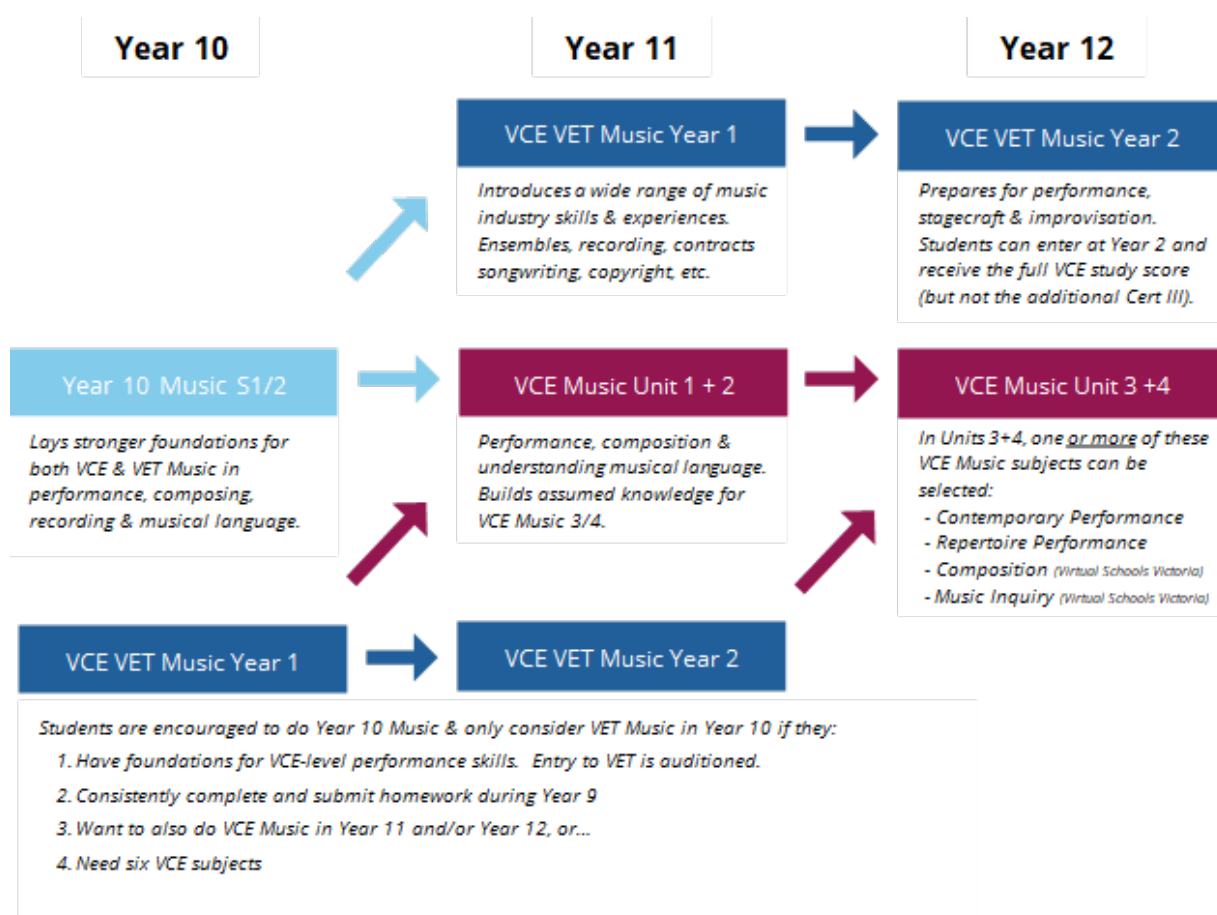 Year 10
Year 11
Year 12
VCE VET Music Year 1
Introduces a wide range of music
industry skills & experiences.
Ensembles, recording, contracts
songwriting, copyright, etc.
VCE VET Music Year 2
Prepares for performance,
stagecraft & improvisation.
Students can enter at Year 2 and
receive the full VCE study score
(but not the additional Cert III).
Year 10 Music S1/2
Lays stronger foundations for
both VCE & VET Music in
performance, composing,
recording & musical language.
VCE Music Unit 1 + 2
Performance, composition &
understanding musical language.
Builds assumed knowledge for
VCE Music 3/4.
VCE Music Unit 3 +4
In Units 3+4, one or more of these
VCE Music subjects can be
selected:
- Contemporary Performance
- Repertoire Performance
- Composition (Virtual Schools Victoria)
- Music Inquiry (Virtual Schools Victoria)
VCE VET Music Year 1
VCE VET Music Year 2
Students are encouraged to do Year 10 Music & only consider VET Music in Year 10 if they:
1. Have foundations for VCE-level performance skills. Entry to VET is auditioned.
2. Consistently complete and submit homework during Year 9
3. Want to also do VCE Music in Year 11 and/or Year 12, or...
4. Need six VCE subjects